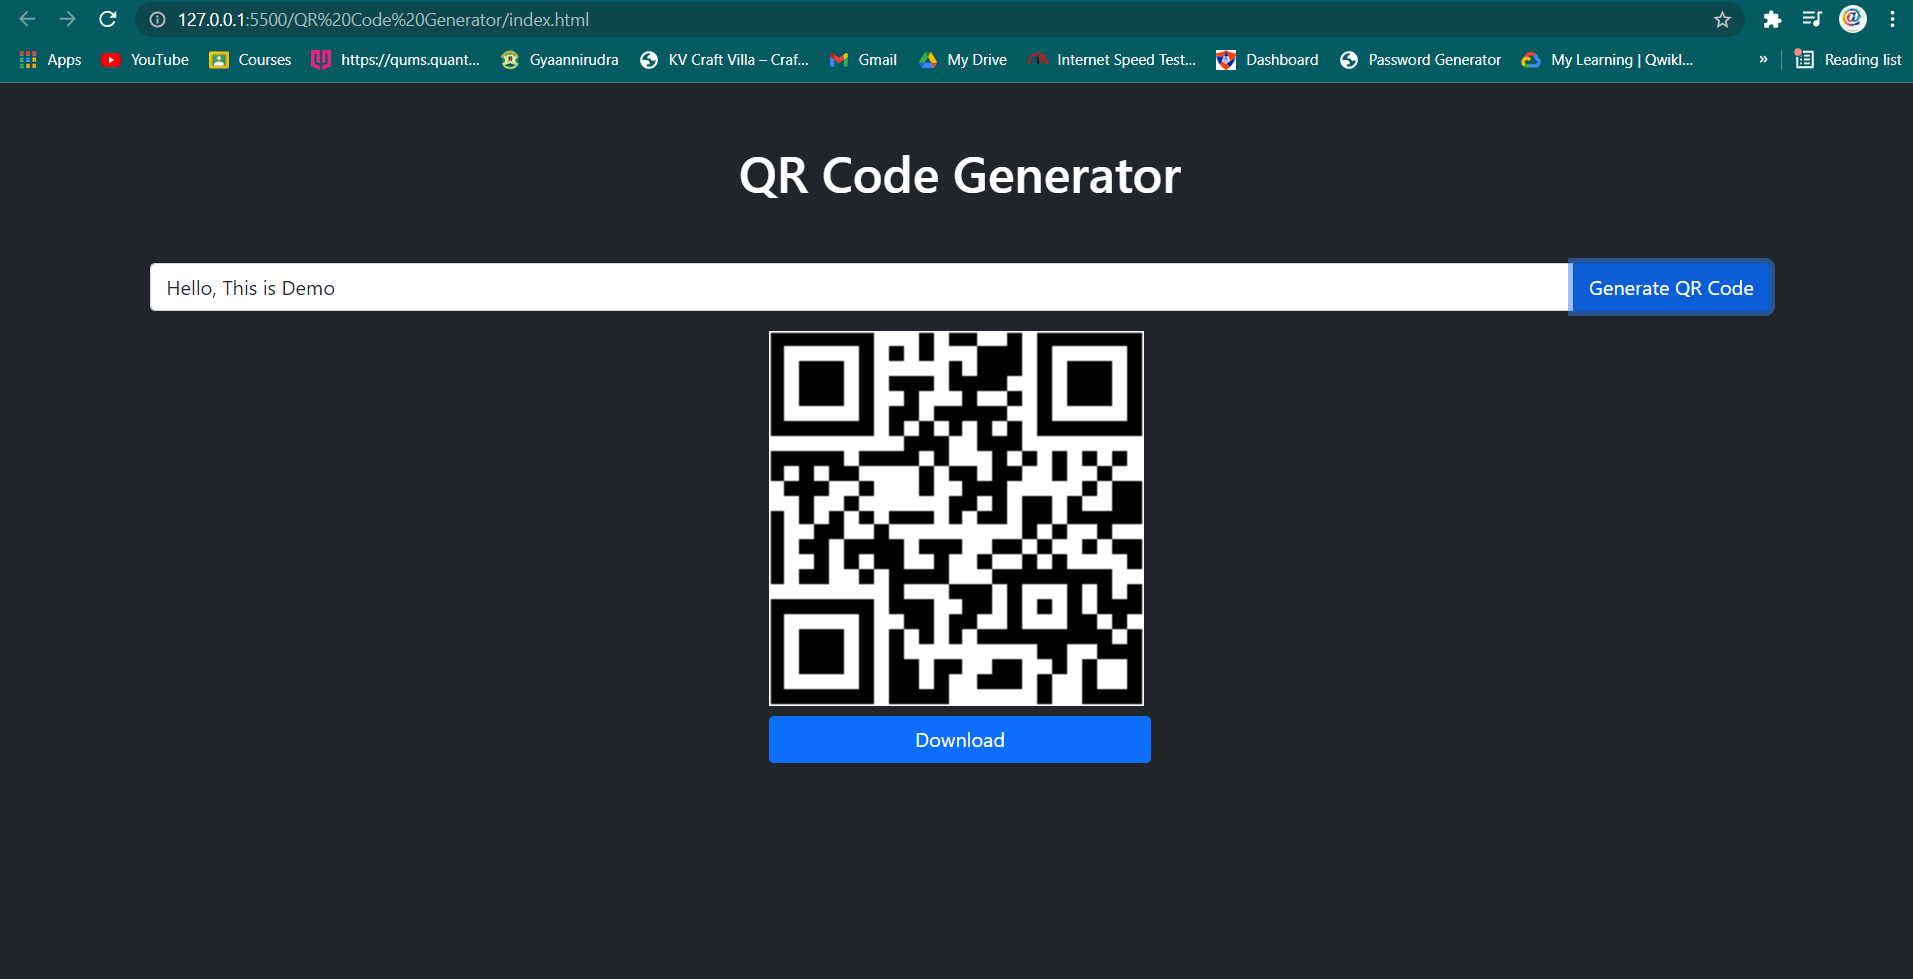 127.0.0.1:5500/QR%20Code%20Generator/index.html
Apps YouTube Courses https://qums.quant... Gyaannirudra KV Craft Villa – Craf... Gmail My Drive Internet Speed Test... Dashboard Password Generator My Learning | Qwikl... » Reading list
QR Code Generator
Hello, This is Demo Generate QR Code
Download